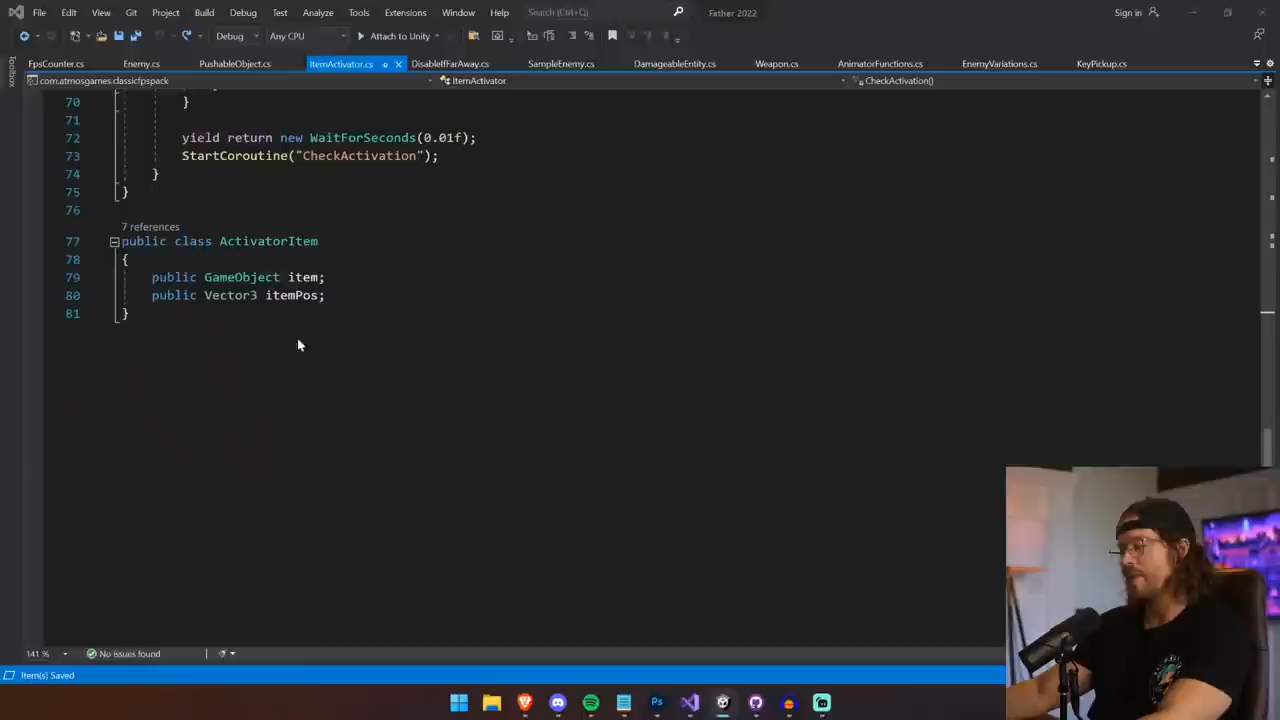 File Edit View Git Project Build Debug Test Analyze Tools Extensions Window Help Search (Ctrl+Q) Father 2022 Sign in
Debug Any CPU Attach to Unity
FpsCounter.cs Enemy.cs PushableObject.cs ItemActivator.cs DisableIfFarAway.cs SampleEnemy.cs DamageableEntity.cs Weapon.cs AnimatorFunctions.cs EnemyVariations.cs KeyPickup.cs
Toolbox
com.atmosgames.classicfpspack ItemActivator CheckActivation()
70 }
71
72 yield return new WaitForSeconds(0.01f);
73 StartCoroutine("CheckActivation");
74 }
75 }
76
7 references
77 public class ActivatorItem
78 {
79 public GameObject item;
80 public Vector3 itemPos;
81 }
141 % No issues found
Item(s) Saved
Ps